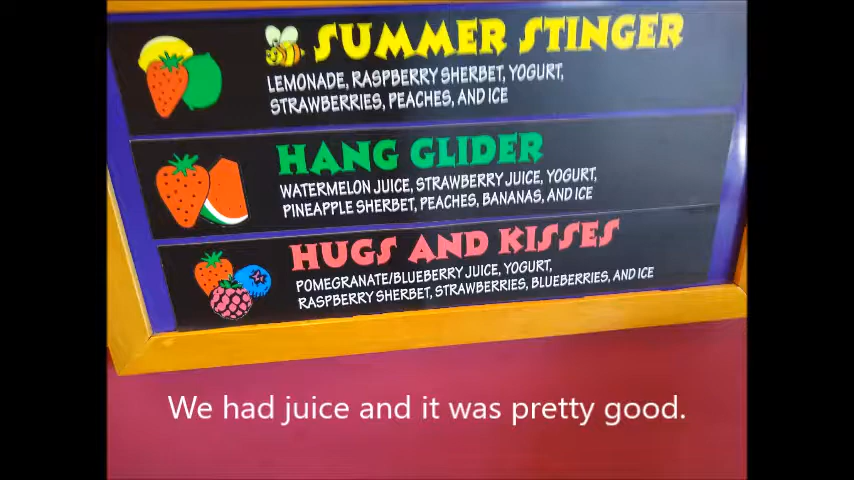 SUMMER STINGER
LEMONADE, RASPBERRY SHERBET, YOGURT,
STRAWBERRIES, PEACHES, AND ICE
HANG GLIDER
WATERMELON JUICE, STRAWBERRY JUICE, YOGURT,
PINEAPPLE SHERBET, PEACHES, BANANAS, AND ICE
HUGS AND KISSES
POMEGRANATE/BLUEBERRY JUICE, YOGURT,
RASPBERRY SHERBET, STRAWBERRIES, BLUEBERRIES, AND ICE
We had juice and it was pretty good.